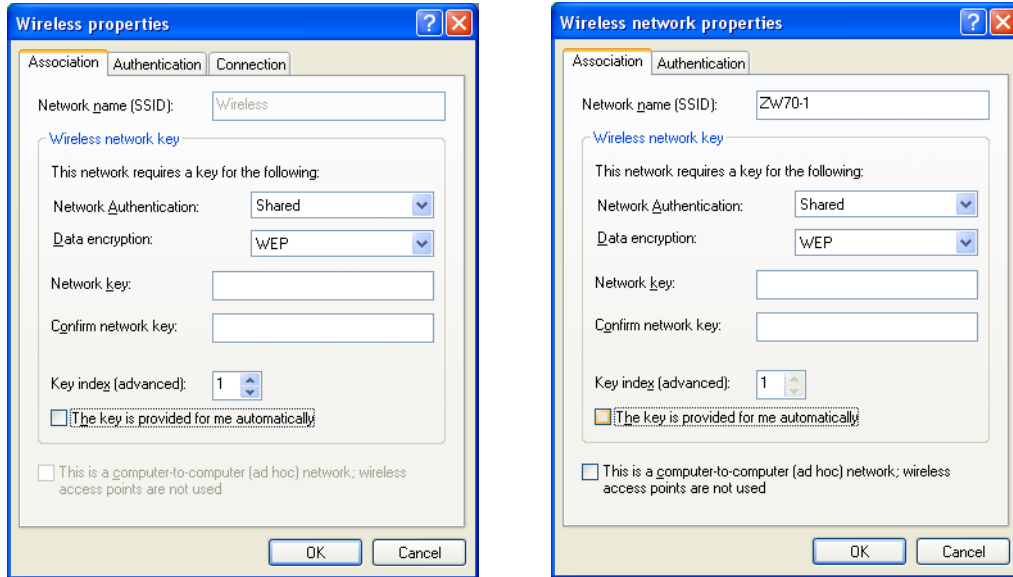 Wireless properties
Association Authentication Connection
Network name (SSID): Wireless
Wireless network key
This network requires a key for the following:
Network Authentication: Shared
Data encryption: WEP
Network key:
Confirm network key:
Key index (advanced): 1
The key is provided for me automatically
This is a computer-to-computer (ad hoc) network; wireless
access points are not used
OK Cancel
Wireless network properties
Association Authentication
Network name (SSID): ZW70-1
Wireless network key
This network requires a key for the following:
Network Authentication: Shared
Data encryption: WEP
Network key:
Confirm network key:
Key index (advanced): 1
The key is provided for me automatically
This is a computer-to-computer (ad hoc) network; wireless
access points are not used
OK Cancel